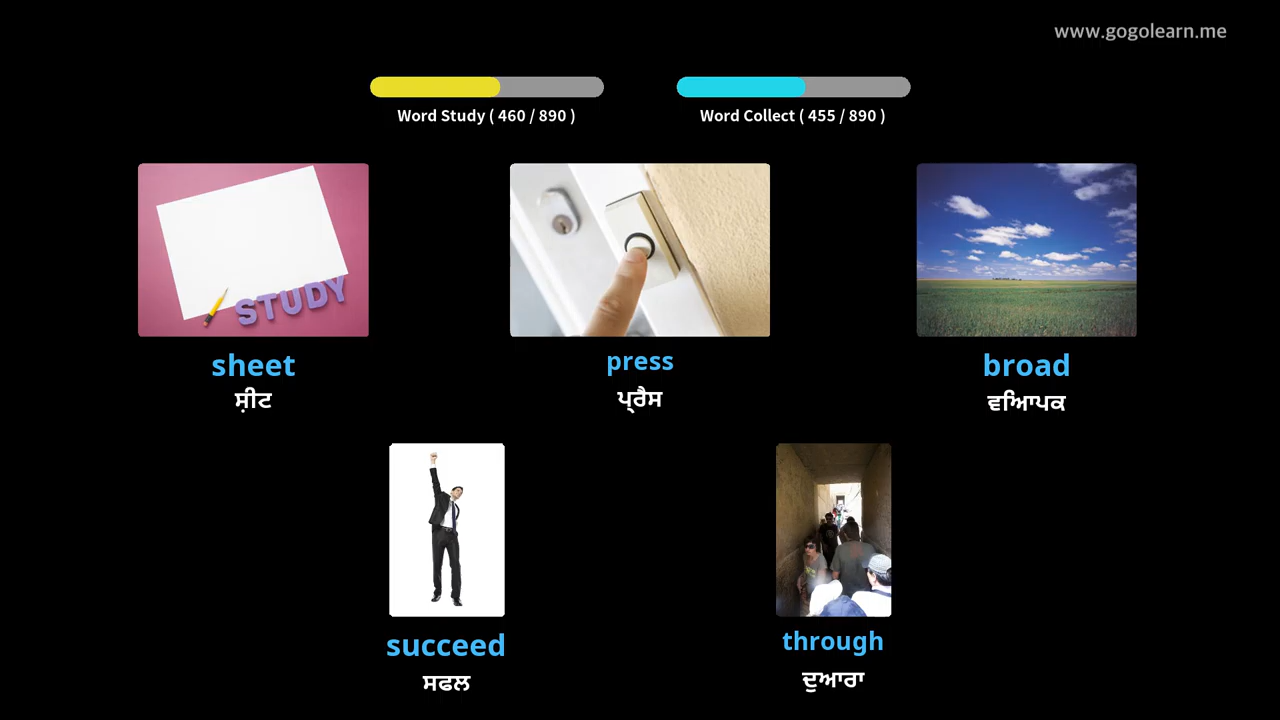 www.gogolearn.me
Word Study ( 460 / 890 )
Word Collect ( 455 / 890 )
STUDY
sheet
ਸ਼ੀਟ
press
ਪ੍ਰੈਸ
broad
ਵਿਆਪਕ
succeed
ਸਫਲ
through
ਦੁਆਰਾ